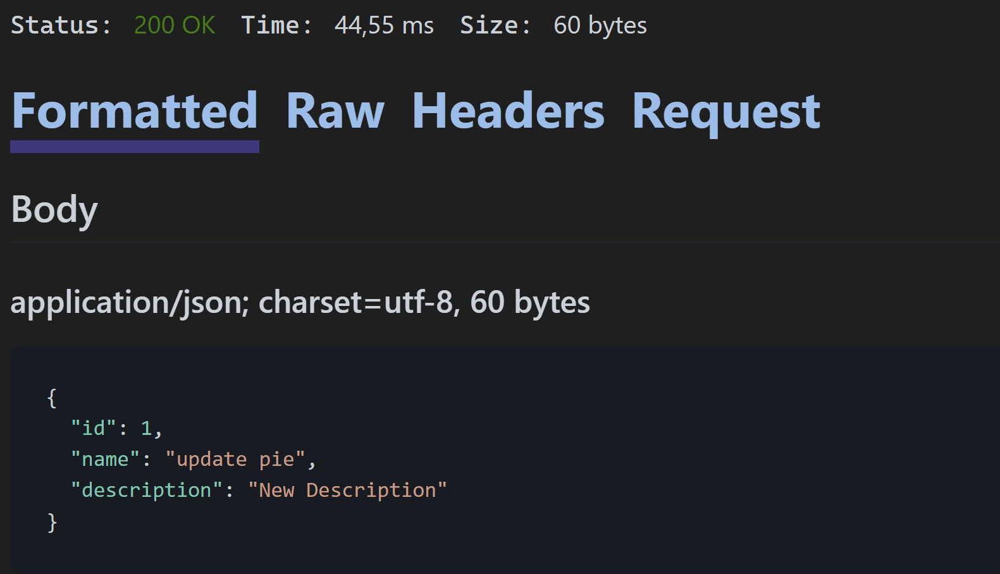 Status: 200 OK Time: 44,55 ms Size: 60 bytes
Formatted Raw Headers Request
Body
application/json; charset=utf-8, 60 bytes
{
  "id": 1,
  "name": "update pie",
  "description": "New Description"
}